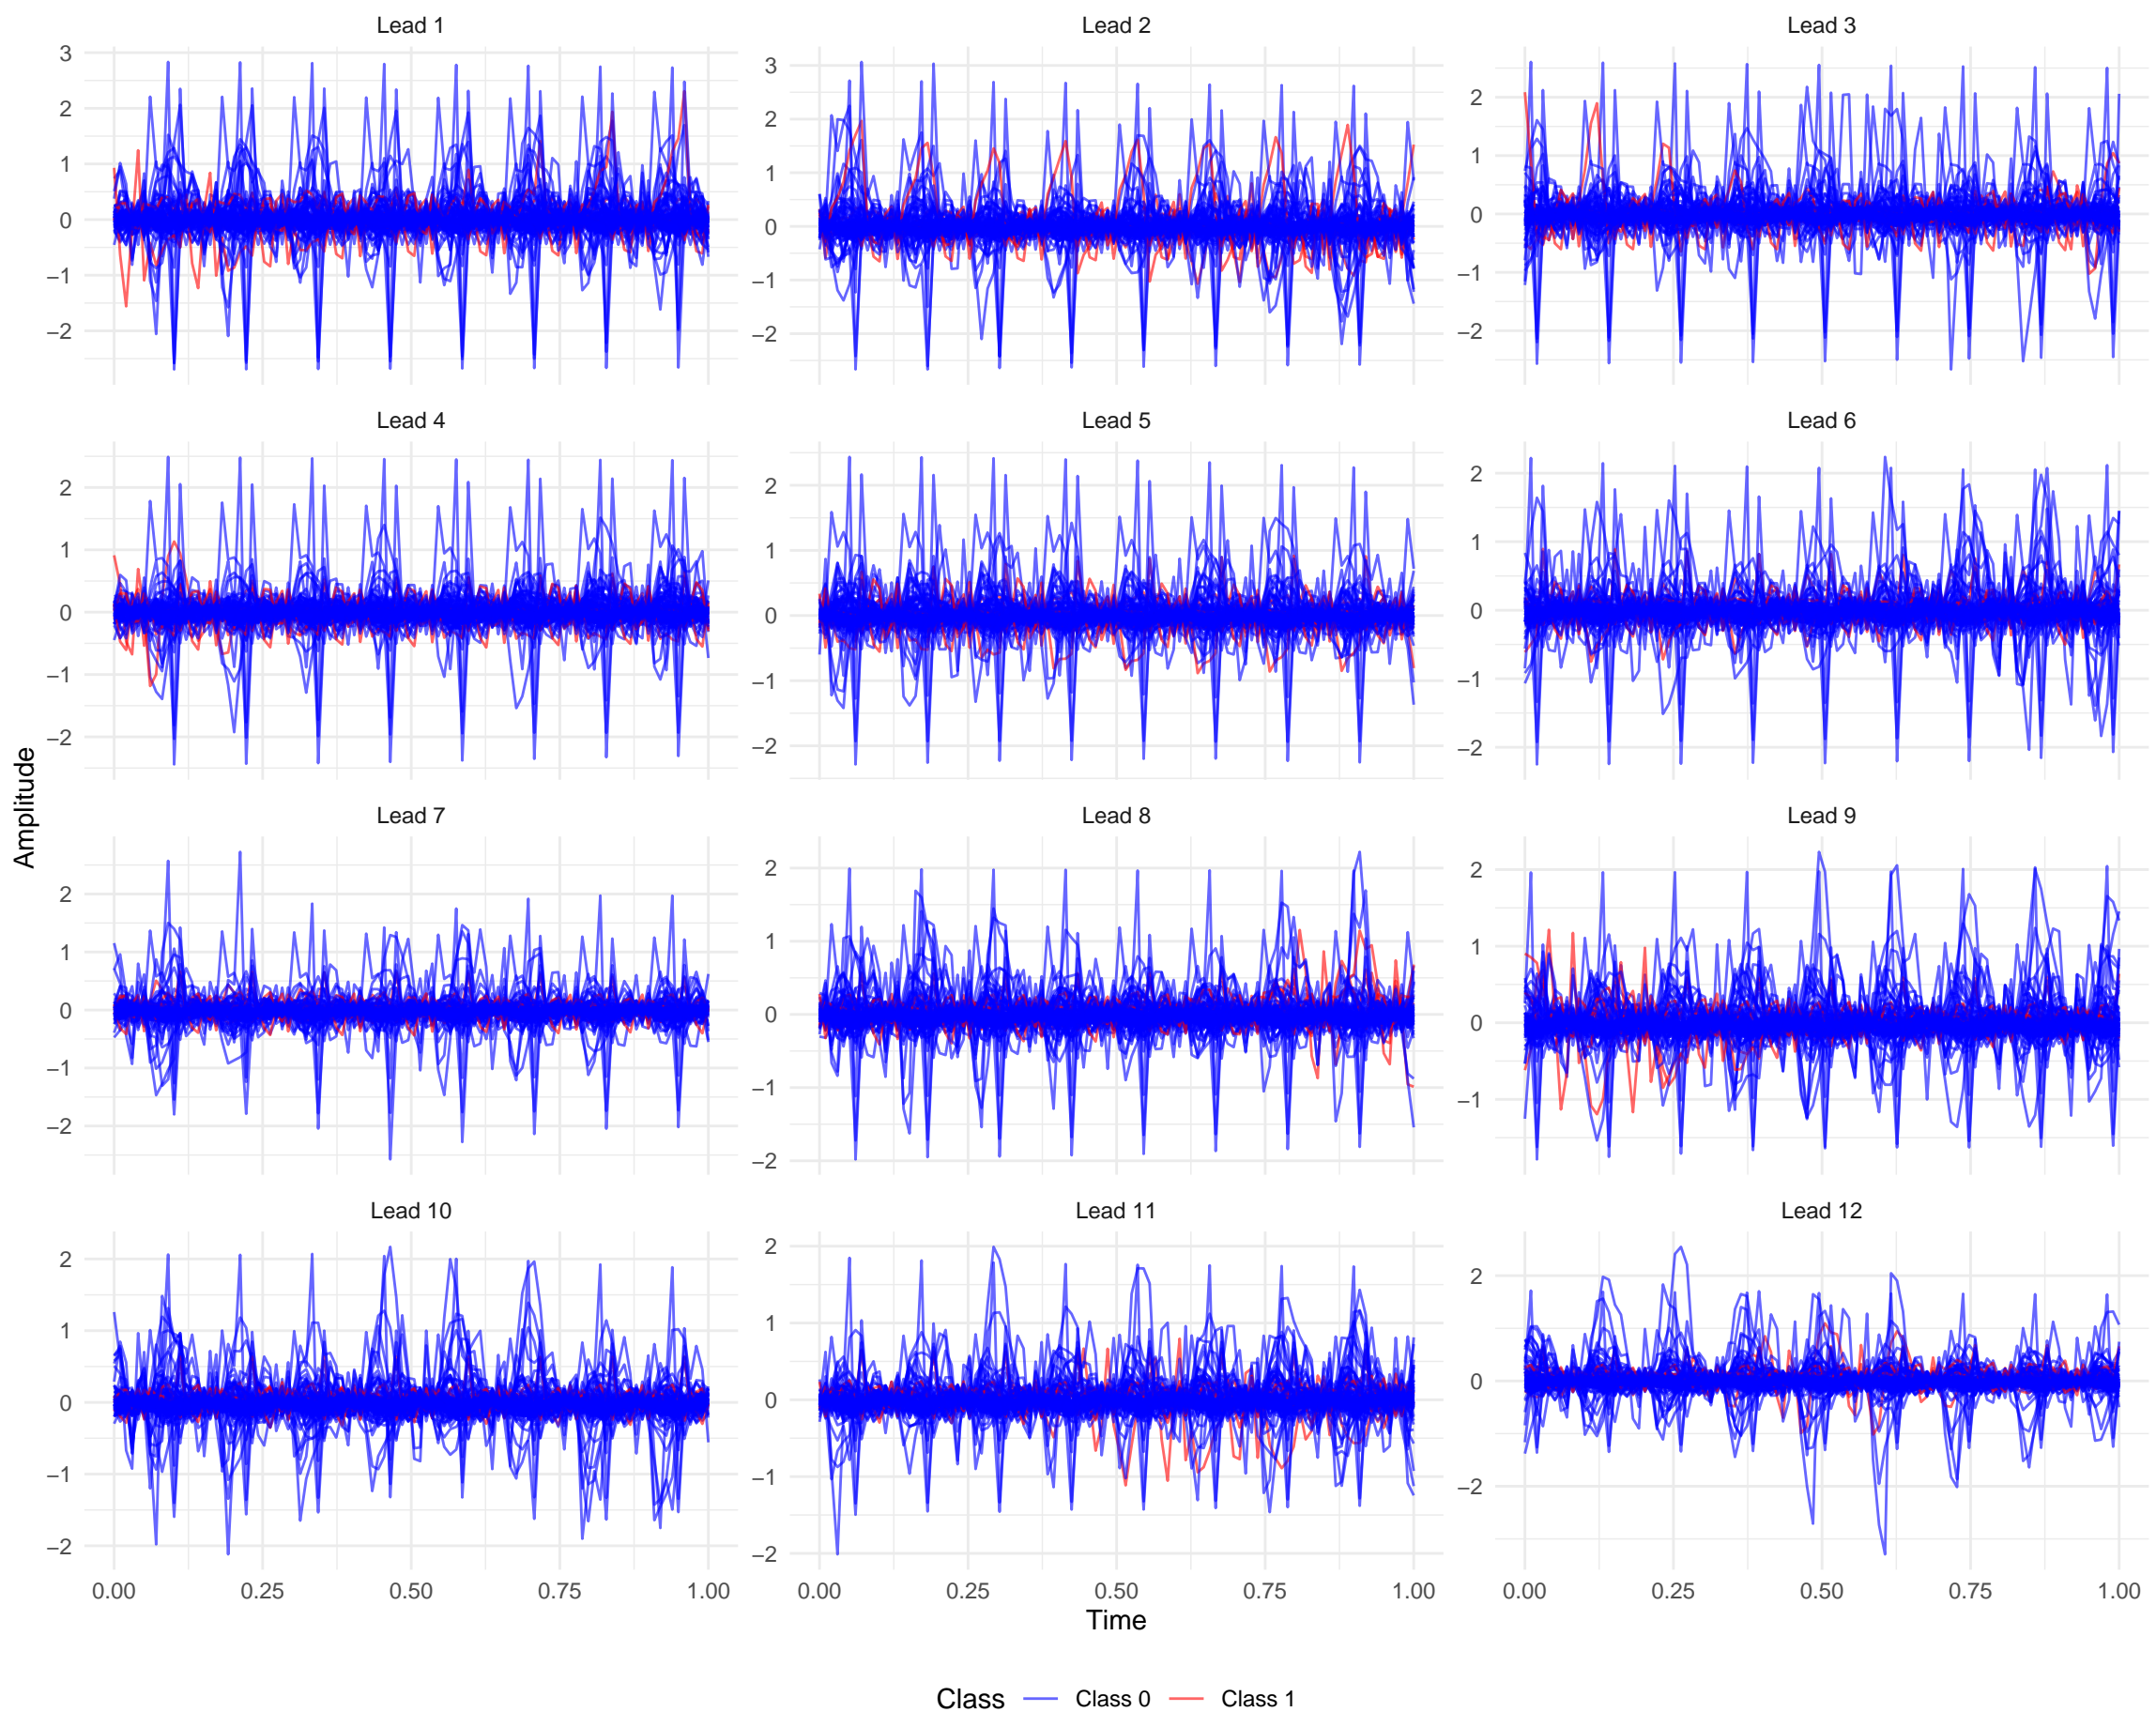 Lead 1 Lead 2 Lead 3
3 2 1 0 −1 −2
3 2 1 0 −1 −2
2 1 0 −1 −2
Lead 4 Lead 5 Lead 6
2 1 0 −1 −2
2 1 0 −1 −2
2 1 0 −1 −2
Lead 7 Lead 8 Lead 9
2 1 0 −1 −2
2 1 0 −1 −2
2 1 0 −1
Lead 10 Lead 11 Lead 12
2 1 0 −1 −2
2 1 0 −1 −2
2 0 −2
0.00 0.25 0.50 0.75 1.00 0.00 0.25 0.50 0.75 1.00 0.00 0.25 0.50 0.75 1.00
Amplitude
Time
Class Class 0 Class 1